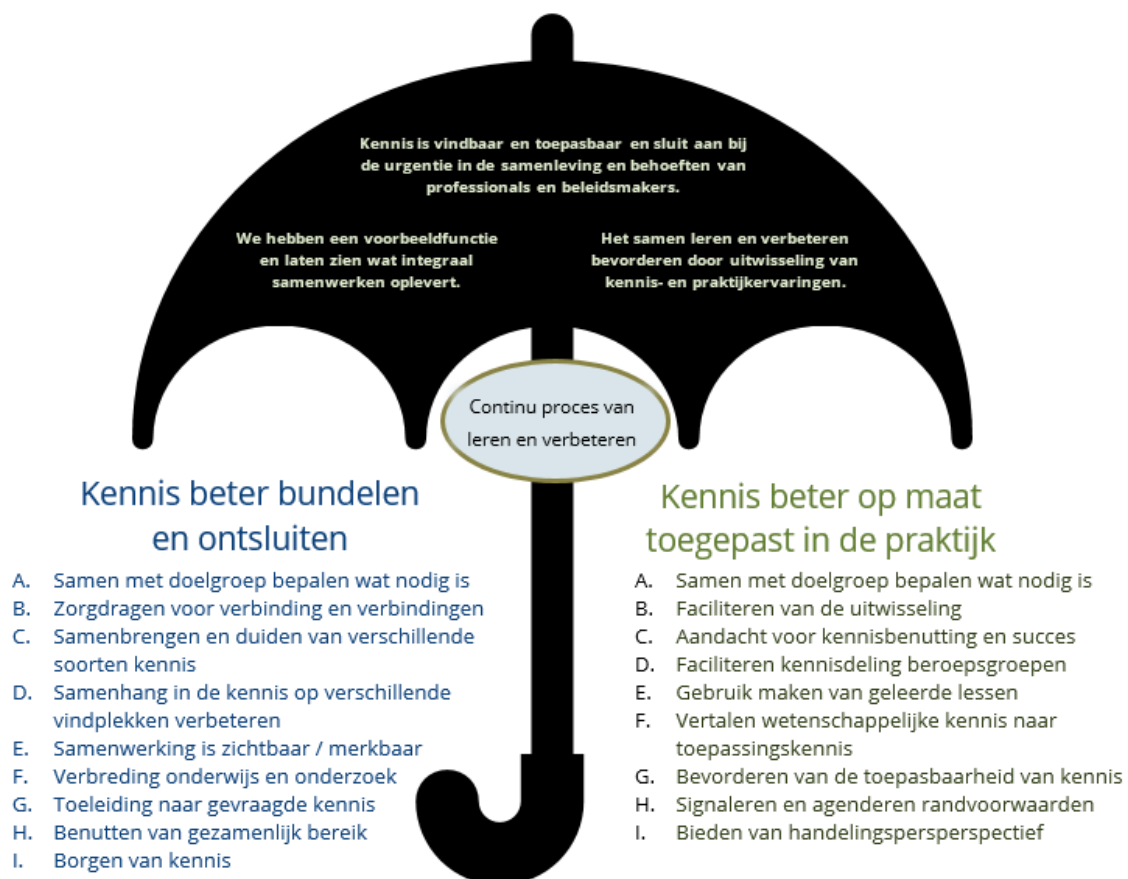 Kennis is vindbaar en toepasbaar en sluit aan bij
de urgentie in de samenleving en behoeften van
professionals en beleidsmakers.
We hebben een voorbeeldfunctie
en laten zien wat integraal
samenwerken oplevert.
Het samen leren en verbeteren
bevorderen door uitwisseling van
kennis- en praktijkervaringen.
Continu proces van
leren en verbeteren
Kennis beter bundelen
en ontsluiten
A. Samen met doelgroep bepalen wat nodig is
B. Zorgdragen voor verbinding en verbindingen
C. Samenbrengen en duiden van verschillende
soorten kennis
D. Samenhang in de kennis op verschillende
vindplekken verbeteren
E. Samenwerking is zichtbaar / merkbaar
F. Verbreding onderwijs en onderzoek
G. Toeleiding naar gevraagde kennis
H. Benutten van gezamenlijk bereik
I. Borgen van kennis
Kennis beter op maat
toegepast in de praktijk
A. Samen met doelgroep bepalen wat nodig is
B. Faciliteren van de uitwisseling
C. Aandacht voor kennisbenutting en succes
D. Faciliteren kennisdeling beroepsgroepen
E. Gebruik maken van geleerde lessen
F. Vertalen wetenschappelijke kennis naar
toepassingskennis
G. Bevorderen van de toepasbaarheid van kennis
H. Signaleren en agenderen randvoorwaarden
I. Bieden van handelingspersperspectief